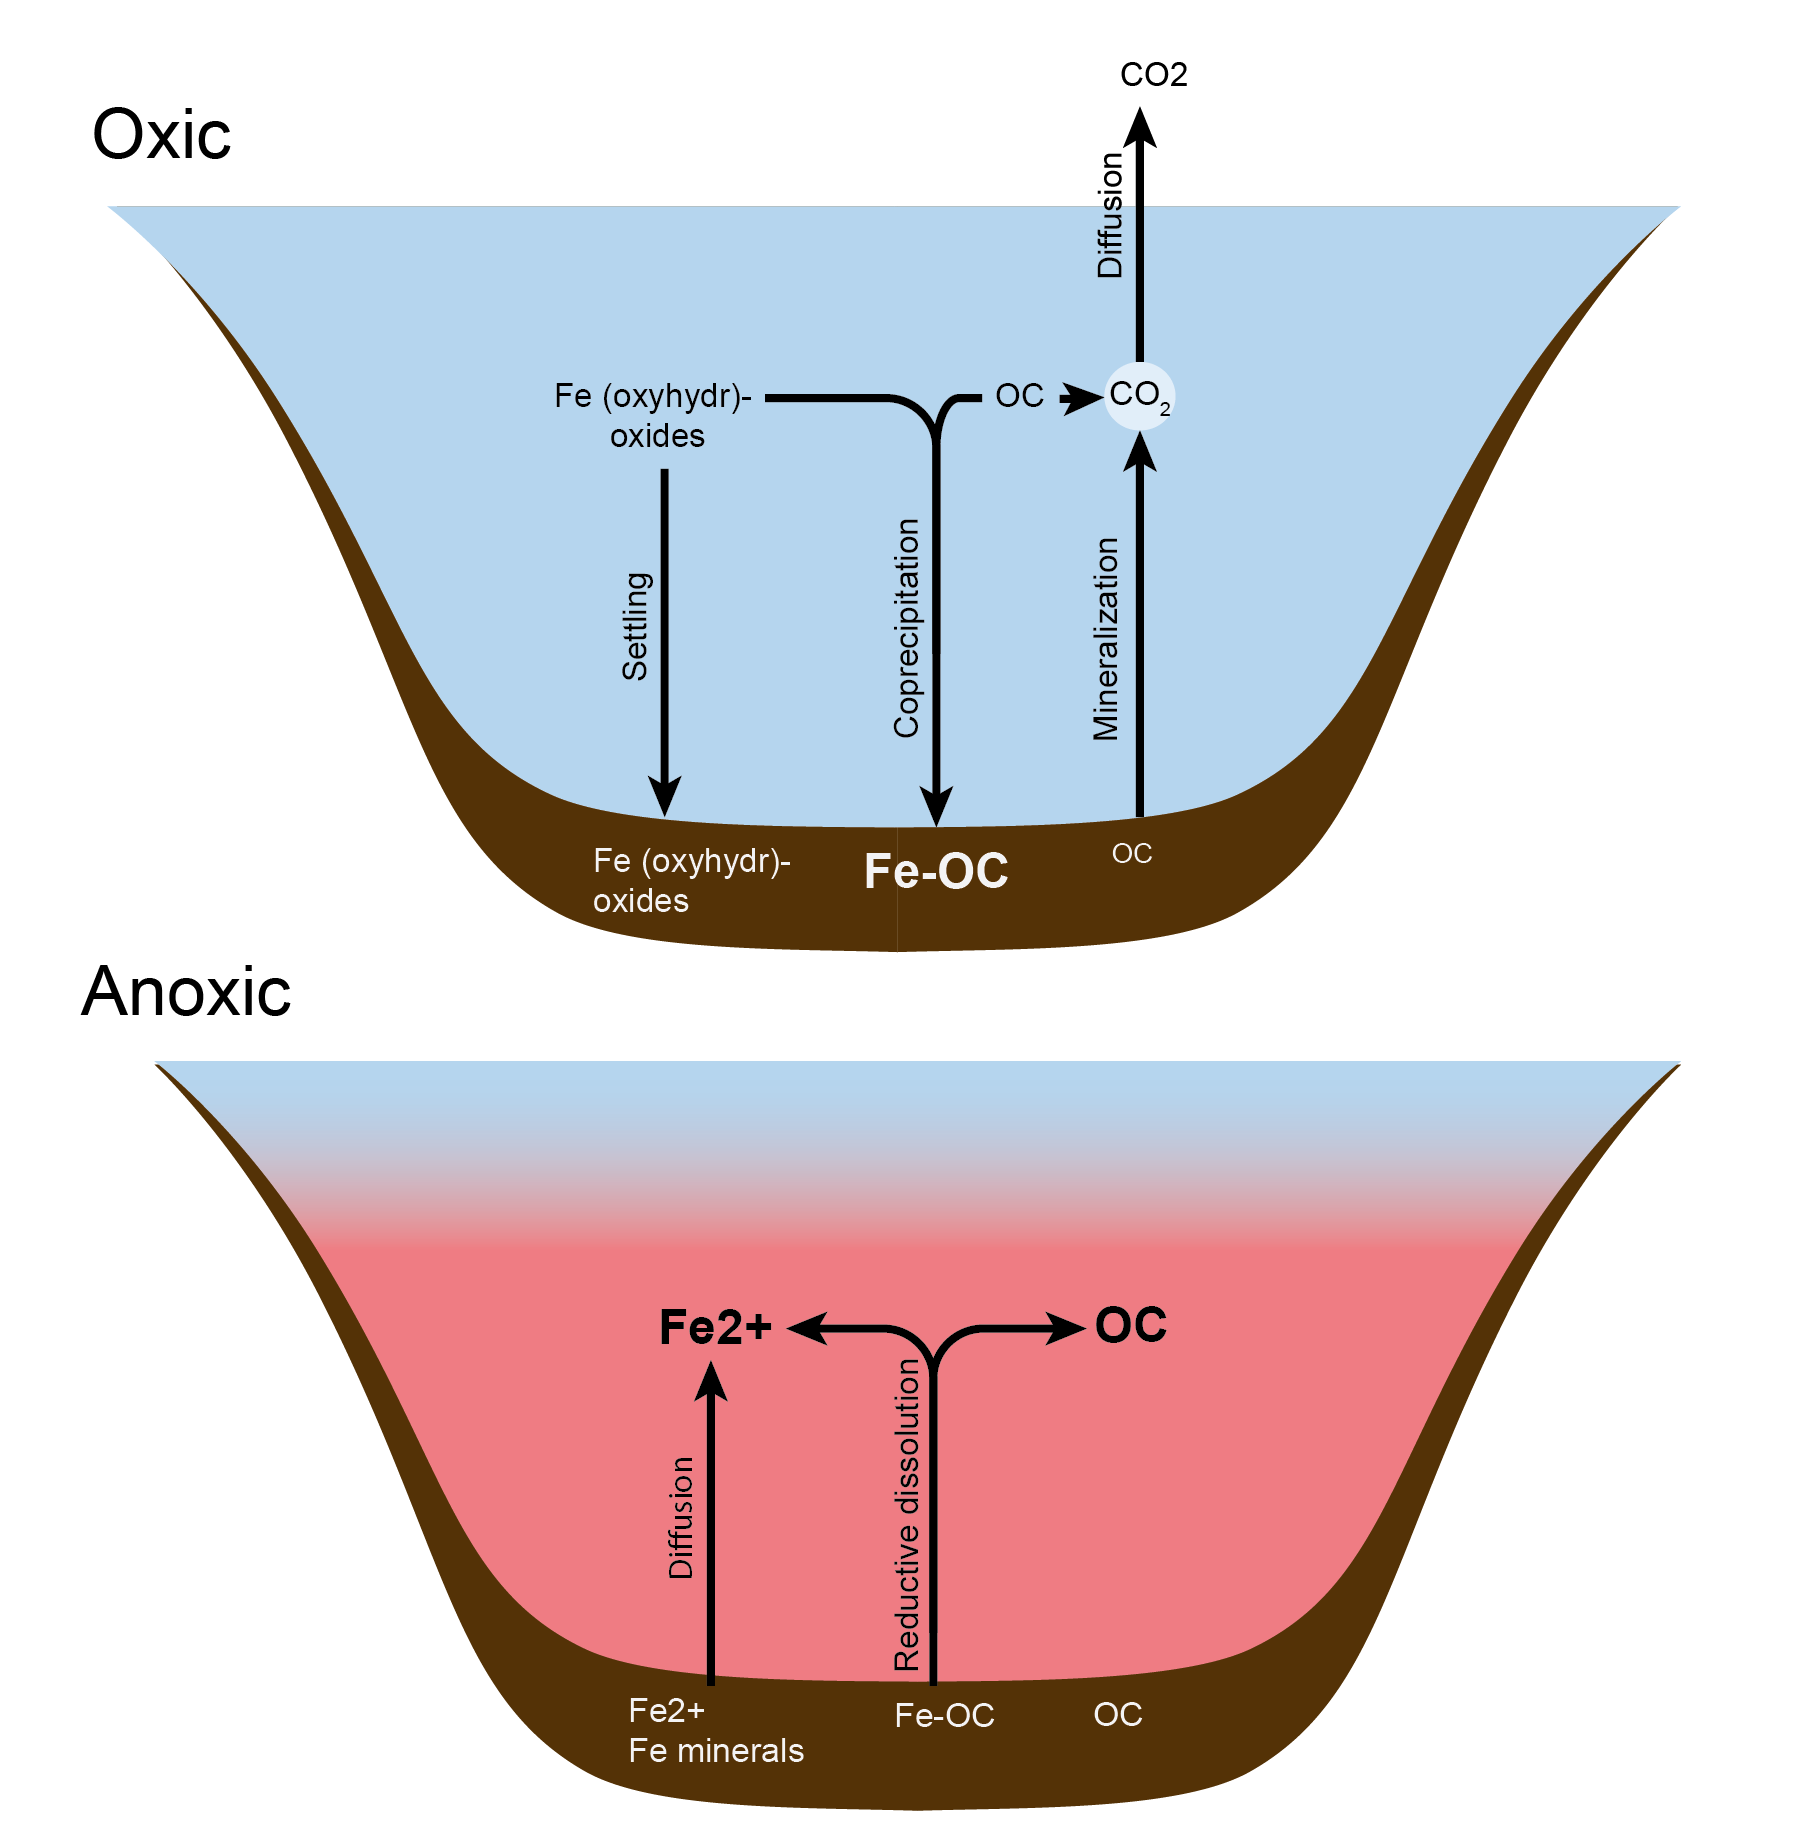 CO2
Oxic
Diffusion
Fe (oxyhydr)-
oxides
OC
CO₂
Settling
Coprecipitation
Mineralization
Fe (oxyhydr)-
oxides
Fe-OC
OC
Anoxic
Fe2+
OC
Diffusion
Reductive dissolution
Fe2+
Fe minerals
Fe-OC
OC